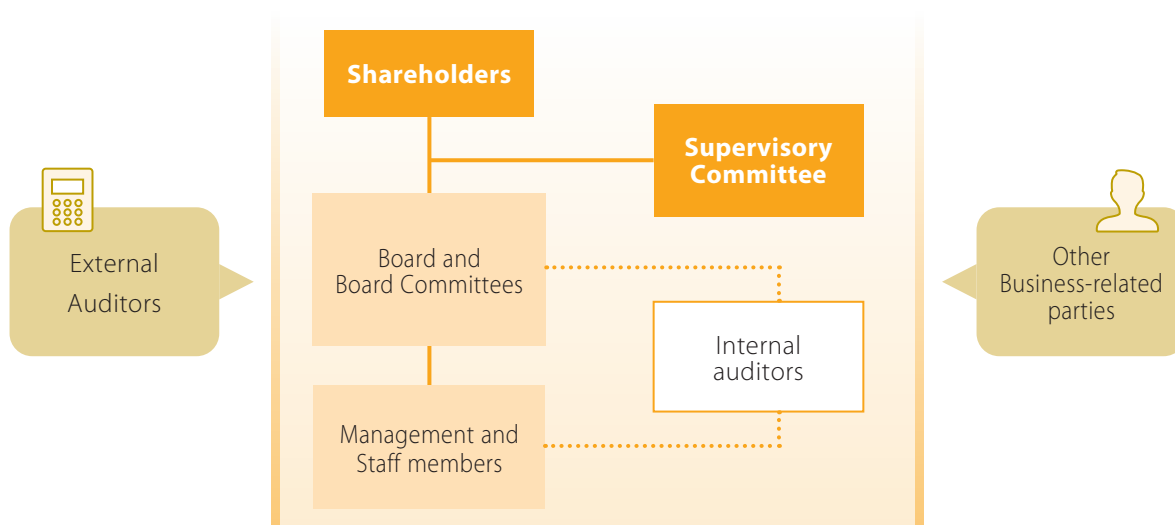 Shareholders
Supervisory
Committee
External
Auditors
Board and
Board Committees
Other
Business-related
parties
Internal
auditors
Management and
Staff members